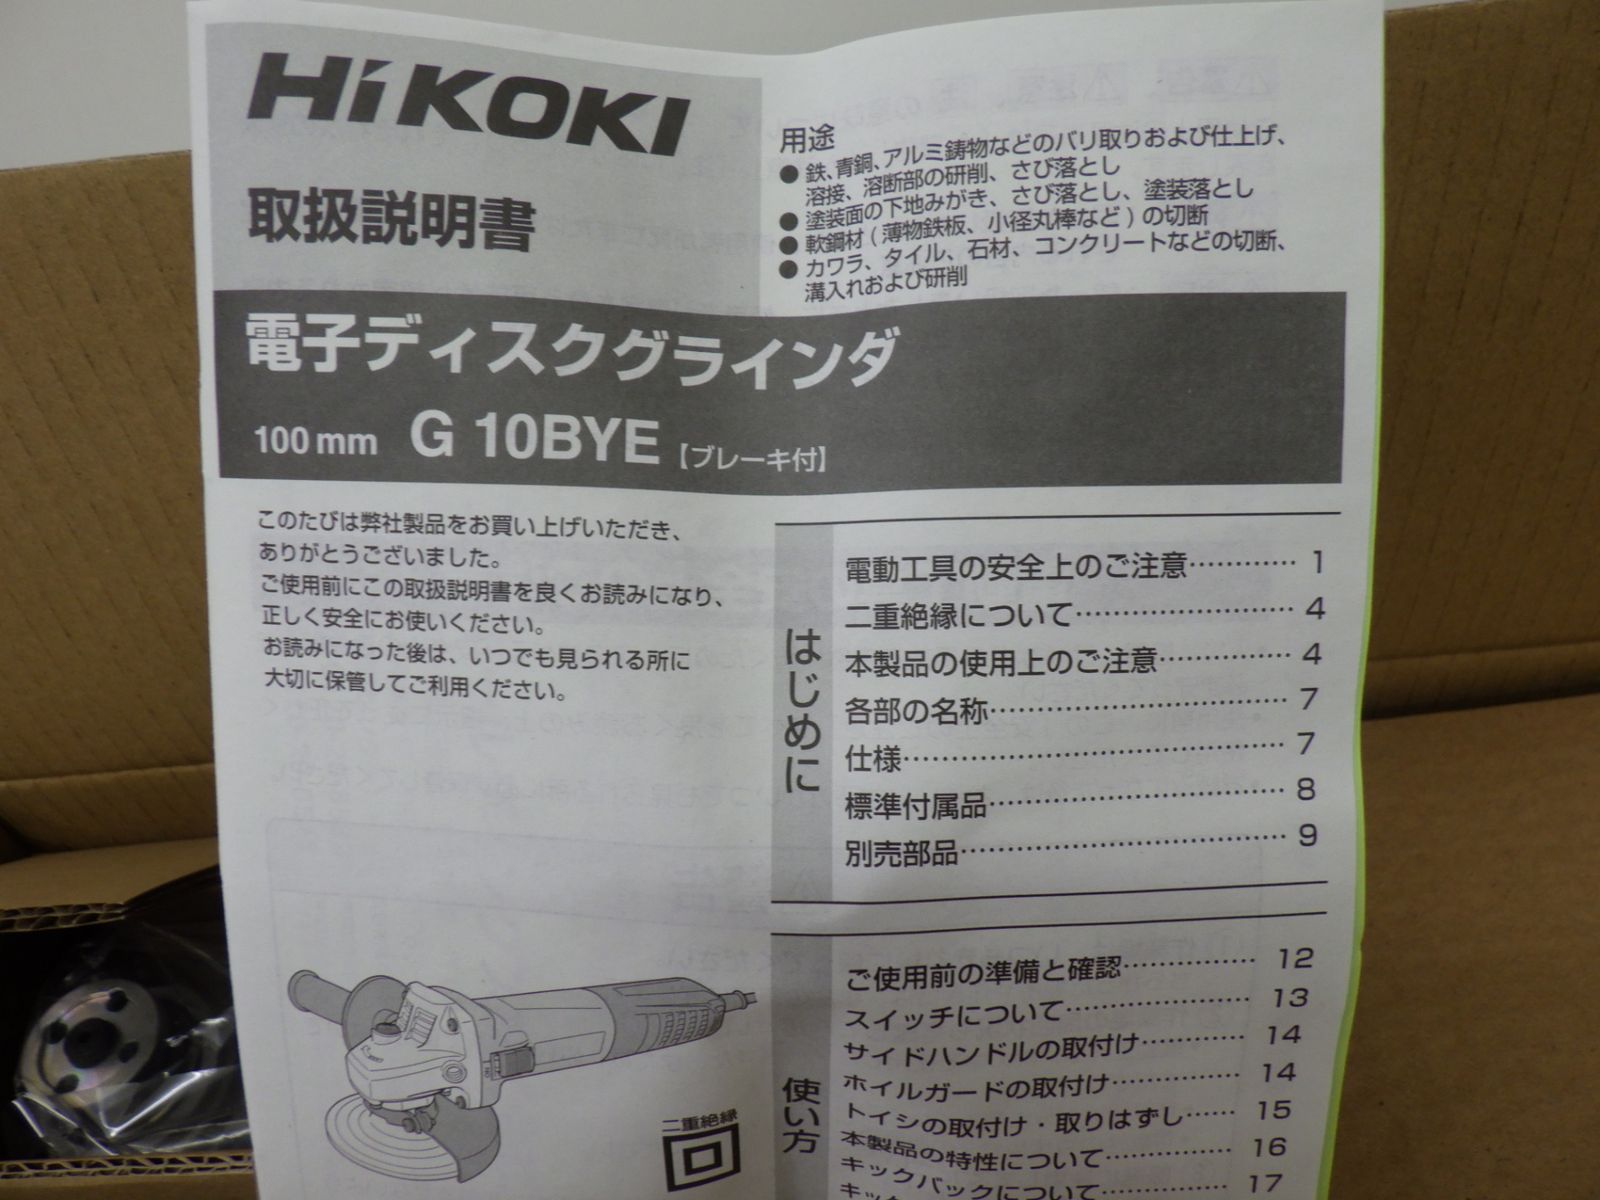 HiKOKI
取扱説明書
用途
● 鉄、青銅、アルミ鋳物などのバリ取りおよび仕上げ、
溶接、溶断部の研削、さび落とし
● 塗装面の下地みがき、さび落とし、塗装落とし
● 軟鋼材(薄物鉄板、小径丸棒など)の切断
● カワラ、タイル、石材、コンクリートなどの切断、
溝入れおよび研削
電子ディスクグラインダ
100 mm G 10BYE【ブレーキ付】
このたびは弊社製品をお買い上げいただき、
ありがとうございました。
ご使用前にこの取扱説明書を良くお読みになり、
正しく安全にお使いください。
お読みになった後は、いつでも見られる所に
大切に保管してご利用ください。
二重絶縁
はじめに
電動工具の安全上のご注意………… 1
二重絶縁について…………………… 4
本製品の使用上のご注意…………… 4
各部の名称…………………………… 7
仕様…………………………………… 7
標準付属品…………………………… 8
別売部品……………………………… 9
使い方
ご使用前の準備と確認…………… 12
スイッチについて………………… 13
サイドハンドルの取付け………… 14
ホイルガードの取付け…………… 14
トイシの取付け・取りはずし…… 15
本製品の特性について…………… 16
キックバックについて…………… 17